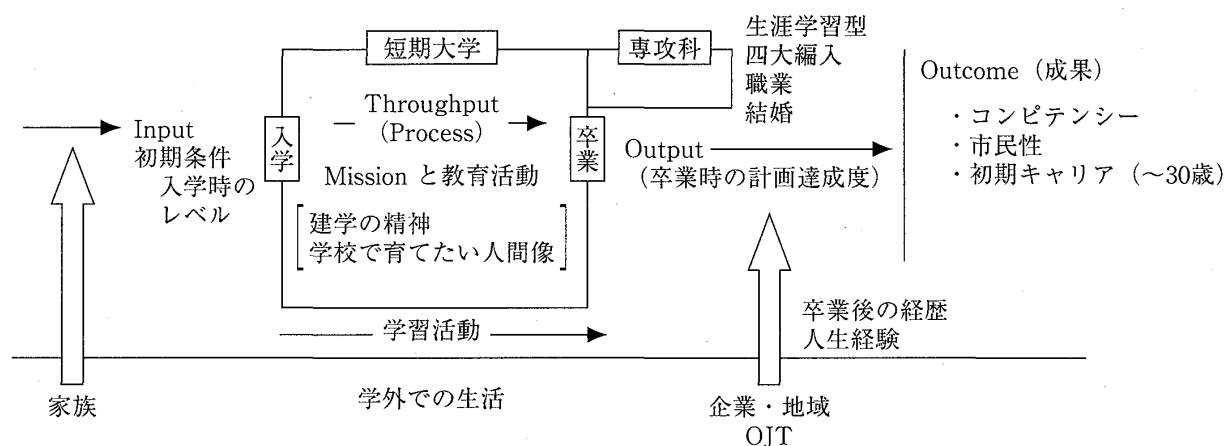 短期大学
専攻科
生涯学習型
四大編入
職業
結婚
Input
初期条件
入学時の
レベル
入学
Throughput
(Process)
Mission と教育活動
建学の精神
学校で育てたい人間像
卒業
Output
(卒業時の計画達成度)
Outcome (成果)
・コンピテンシー
・市民性
・初期キャリア (〜30歳)
学習活動
卒業後の経歴
人生経験
家族
学外での生活
企業・地域
OJT